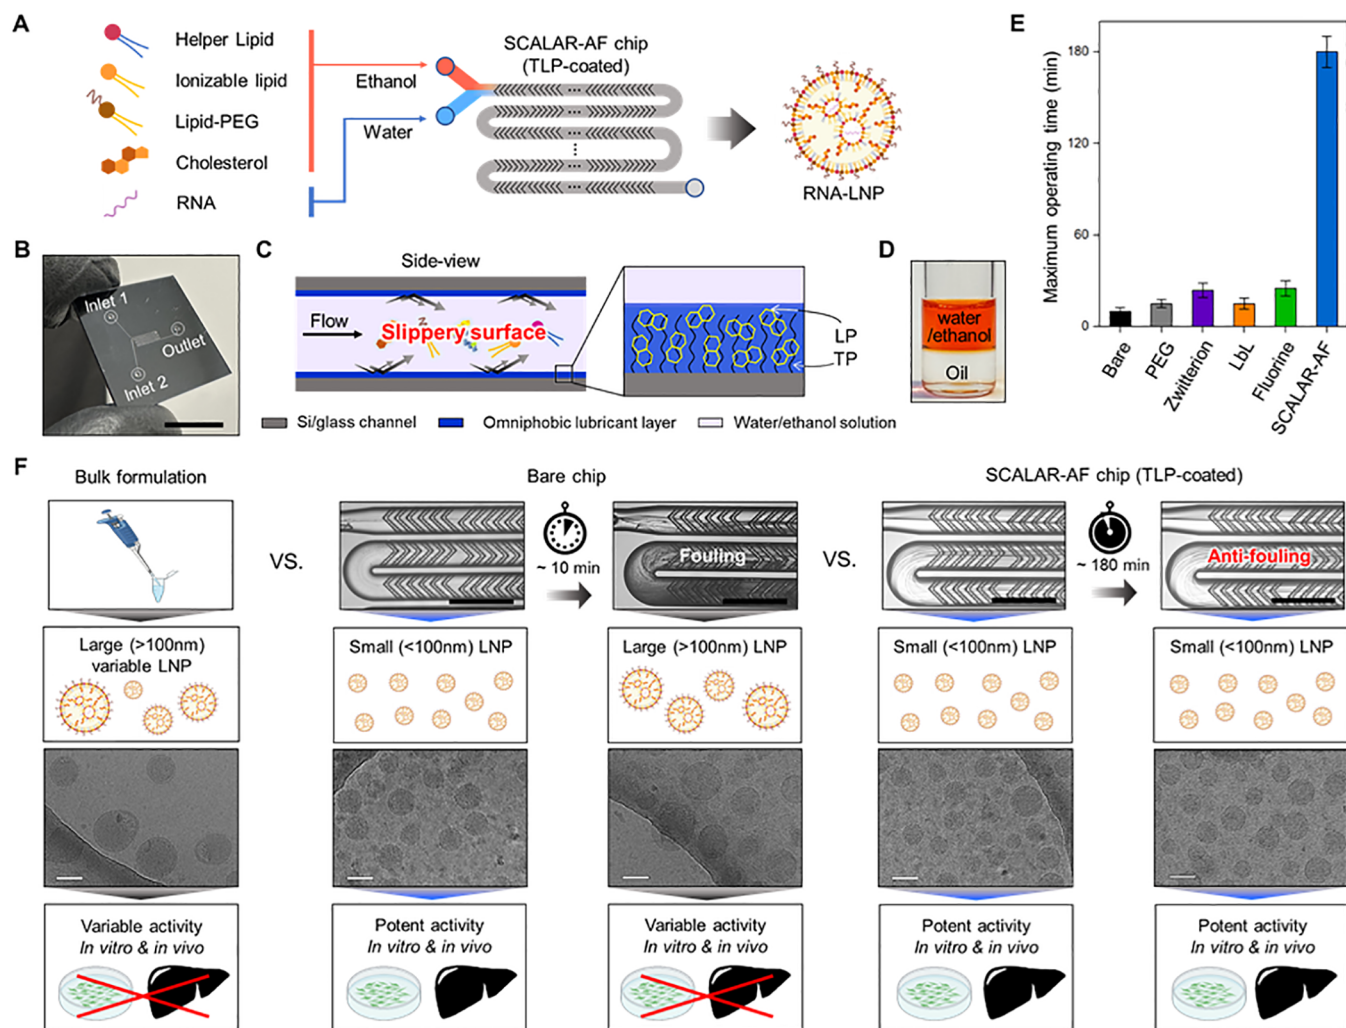 A
Helper Lipid
Ionizable lipid
Lipid-PEG
Cholesterol
RNA
Ethanol
Water
SCALAR-AF chip
(TLP-coated)
RNA-LNP
B
Inlet 1
Outlet
Inlet 2
C
Side-view
Flow
Slippery surface
LP
TP
Si/glass channel
Omniphobic lubricant layer
Water/ethanol solution
D
water
/ethanol
Oil
E
Maximum operating time (min)
180
120
60
0
Bare
PEG
Zwitterion
LbL
Fluorine
SCALAR-AF
F
Bulk formulation
Bare chip
SCALAR-AF chip (TLP-coated)
VS.
~ 10 min
Fouling
VS.
~ 180 min
Anti-fouling
Large (>100nm)
variable LNP
Small (<100nm) LNP
Large (>100nm) LNP
Small (<100nm) LNP
Small (<100nm) LNP
Variable activity
In vitro & in vivo
Potent activity
In vitro & in vivo
Variable activity
In vitro & in vivo
Potent activity
In vitro & in vivo
Potent activity
In vitro & in vivo